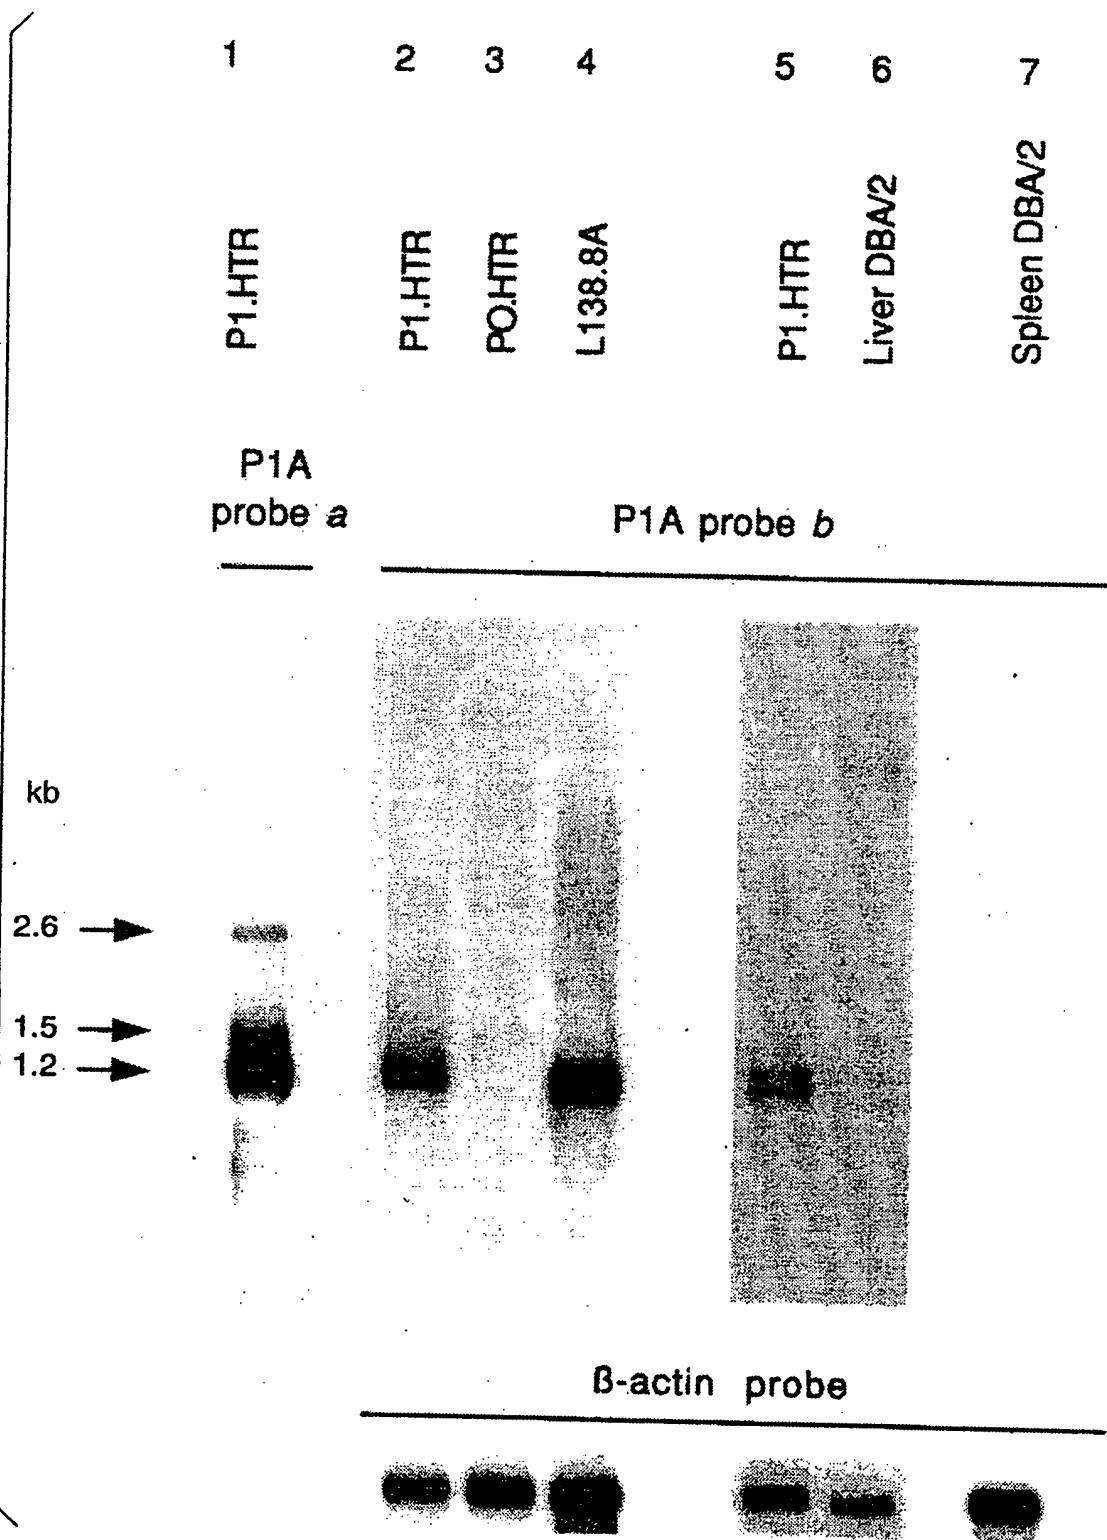 1 2 3 4 5 6 7
P1.HTR
P1.HTR
PO.HTR
L138.8A
P1.HTR
Liver DBA/2
Spleen DBA/2
P1A
probe a
P1A probe b
kb
2.6
1.5
1.2
ß-actin probe